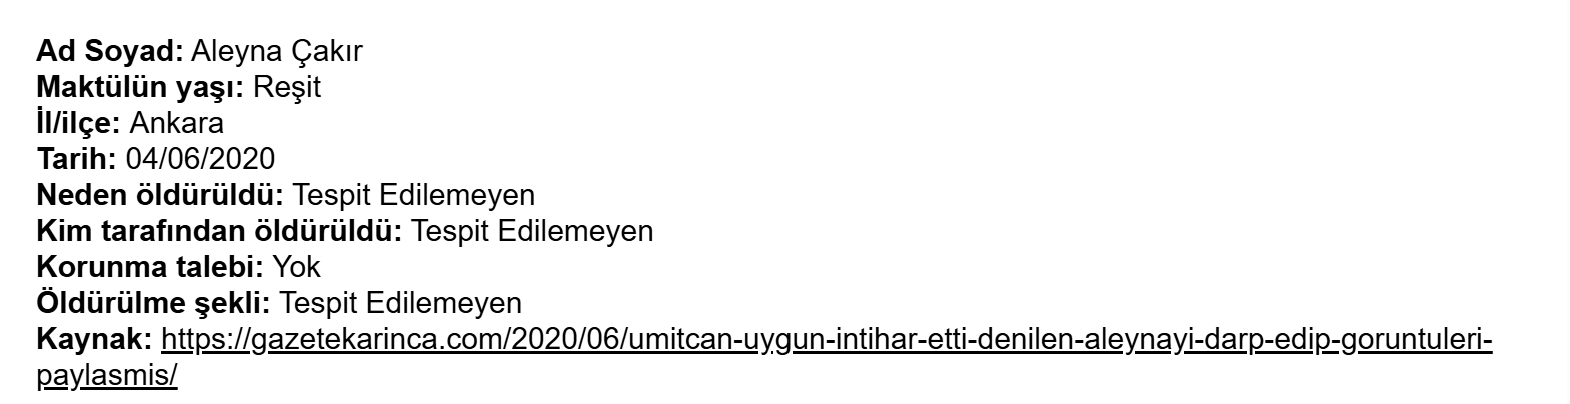 Ad Soyad: Aleyna Çakır
Maktülün yaşı: Reşit
İl/ilçe: Ankara
Tarih: 04/06/2020
Neden öldürüldü: Tespit Edilemeyen
Kim tarafından öldürüldü: Tespit Edilemeyen
Korunma talebi: Yok
Öldürülme şekli: Tespit Edilemeyen
Kaynak: https://gazetekarinca.com/2020/06/umitcan-uygun-intihar-etti-denilen-aleynayi-darp-edip-goruntuleri-
paylasmis/